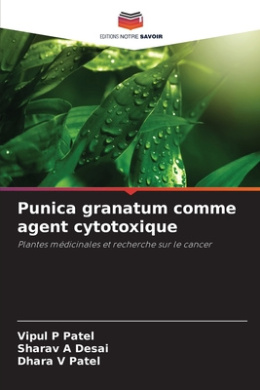 EDITIONS NOTRE SAVOIR
Punica granatum comme
agent cytotoxique
Plantes médicinales et recherche sur le cancer
Vipul P Patel
Sharav A Desai
Dhara V Patel